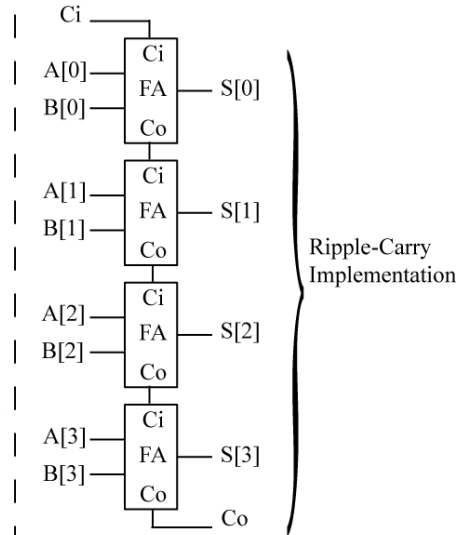 Ci
Ci
A[0]
FA
S[0]
B[0]
Co
Ci
A[1]
FA
S[1]
B[1]
Co
Ci
A[2]
FA
S[2]
B[2]
Co
Ci
A[3]
FA
S[3]
B[3]
Co
Co
Ripple-Carry
Implementation